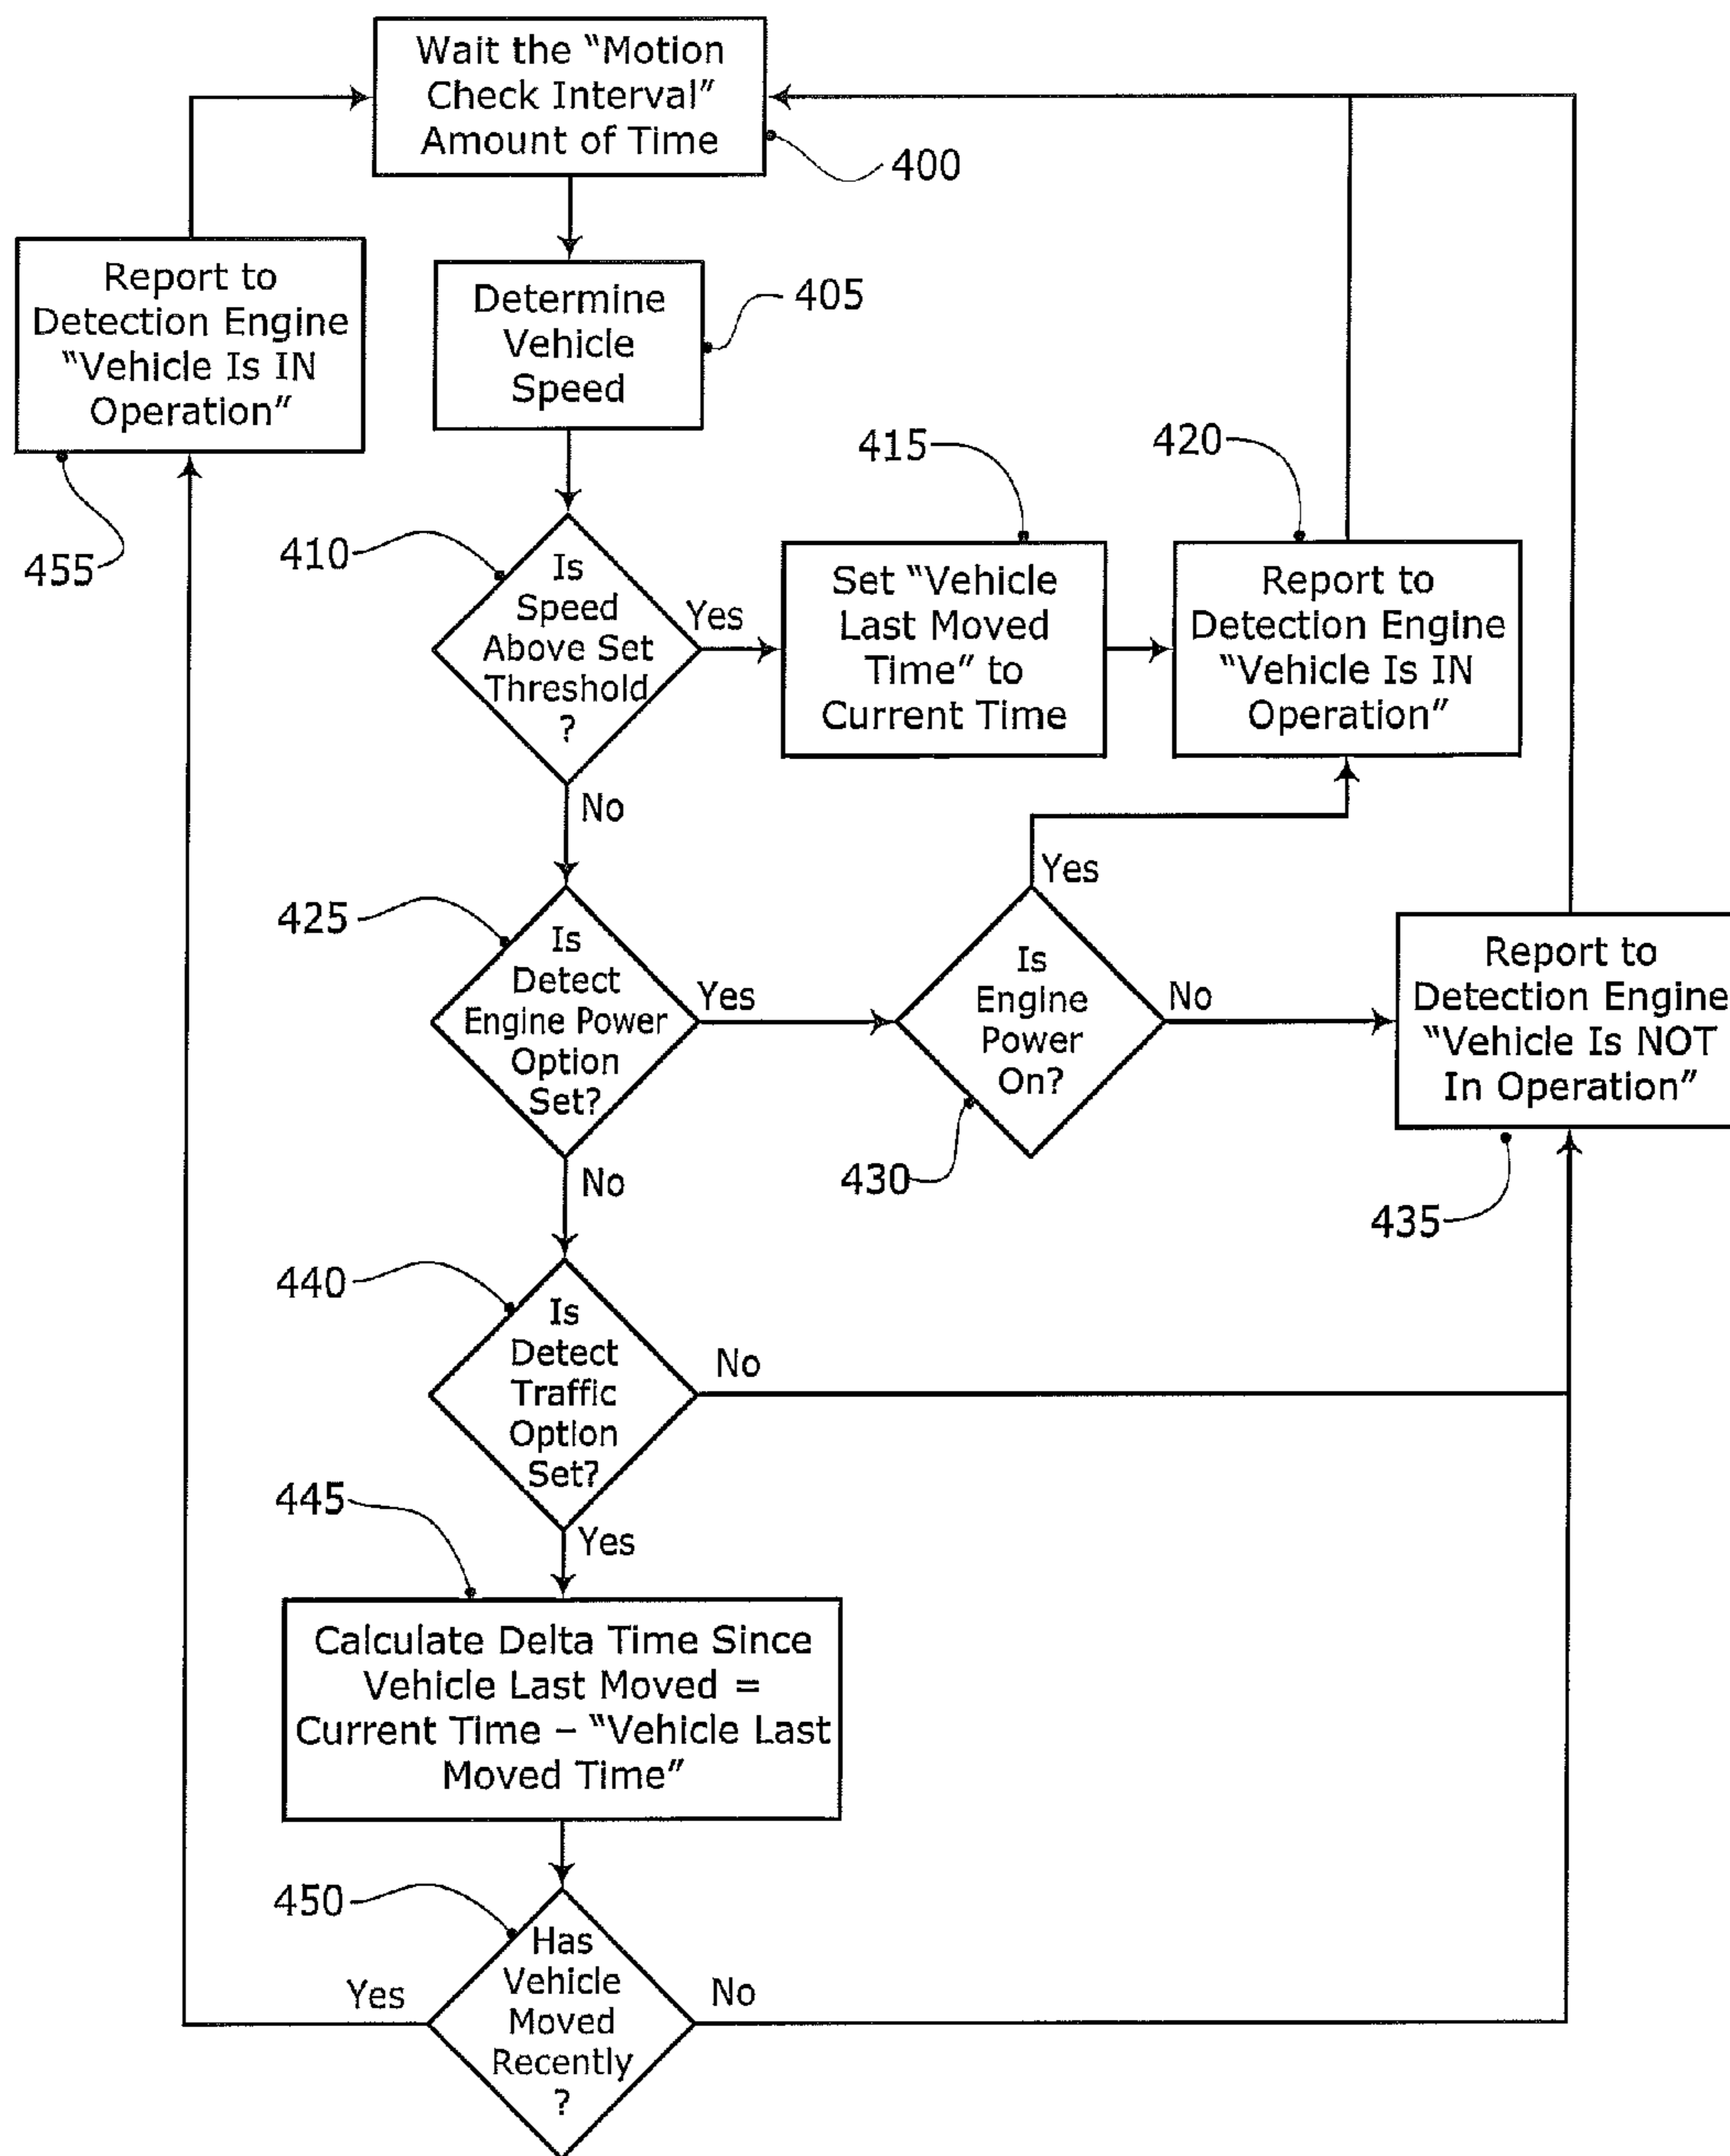 Wait the “Motion
Check Interval”
Amount of Time
400
Report to
Detection Engine
“Vehicle Is IN
Operation”
455
Determine
Vehicle
Speed
405
410
Is
Speed
Above Set
Threshold
?
Yes
No
415
Set “Vehicle
Last Moved
Time” to
Current Time
420
Report to
Detection Engine
“Vehicle Is IN
Operation”
425
Is
Detect
Engine Power
Option
Set?
Yes
No
Is
Engine
Power
On?
Yes
No
430
Report to
Detection Engine
“Vehicle Is NOT
In Operation”
435
440
Is
Detect
Traffic
Option
Set?
No
Yes
445
Calculate Delta Time Since
Vehicle Last Moved =
Current Time – “Vehicle Last
Moved Time”
450
Has
Vehicle
Moved
Recently
?
Yes
No